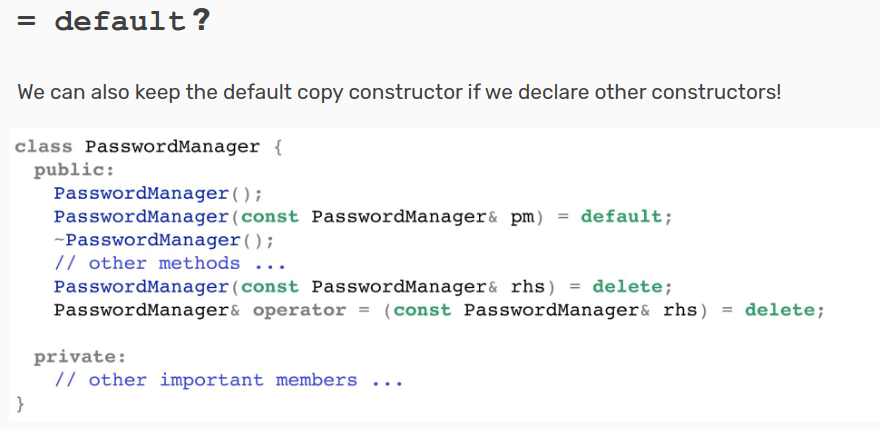 = default?
We can also keep the default copy constructor if we declare other constructors!
class PasswordManager {
public:
PasswordManager();
PasswordManager(const PasswordManager& pm) = default;
~PasswordManager();
// other methods ...
PasswordManager(const PasswordManager& rhs) = delete;
PasswordManager& operator = (const PasswordManager& rhs) = delete;
private:
// other important members ...
}